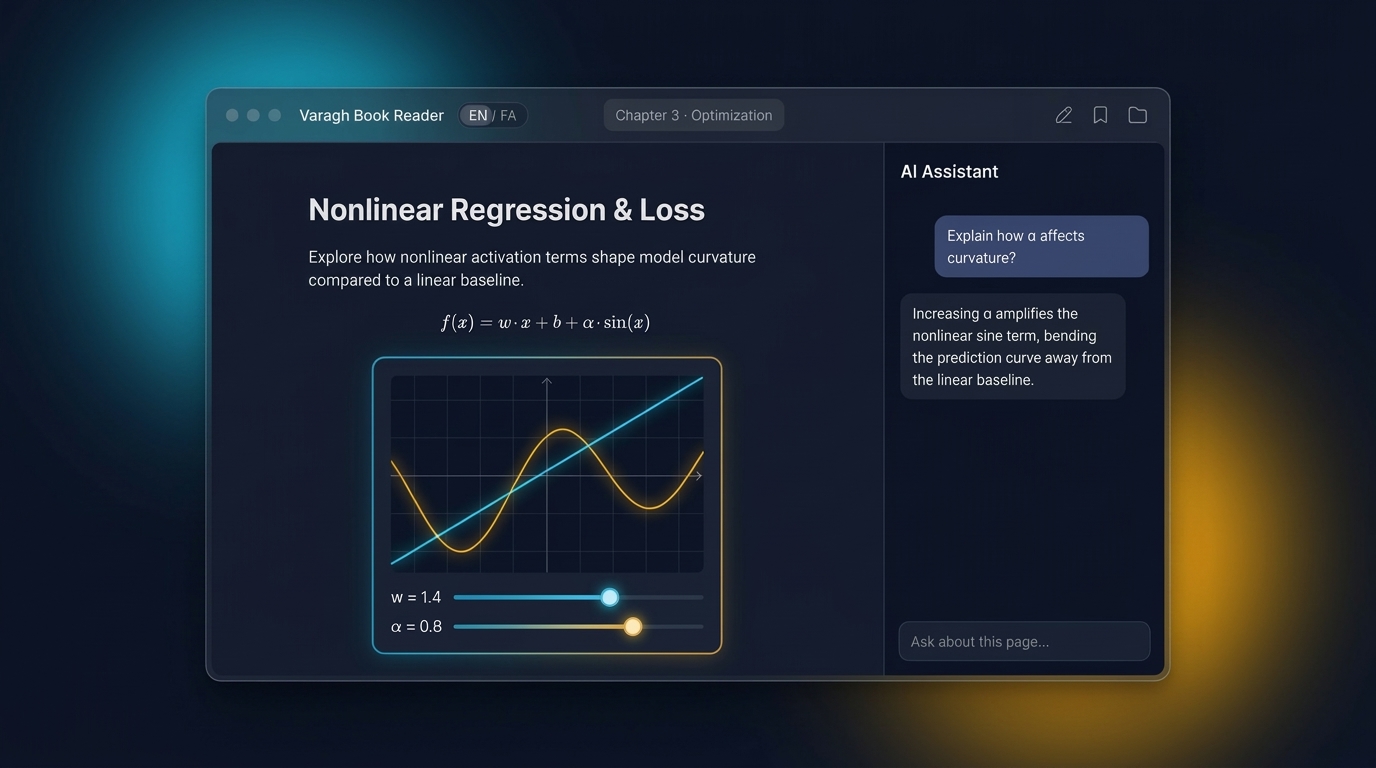 Varagh Book Reader
EN / FA
Chapter 3 · Optimization
Nonlinear Regression & Loss
Explore how nonlinear activation terms shape model curvature
compared to a linear baseline.
f(x) = w·x + b + α·sin(x)
w = 1.4
α = 0.8
AI Assistant
Explain how α affects
curvature?
Increasing α amplifies the
nonlinear sine term, bending
the prediction curve away from
the linear baseline.
Ask about this page...